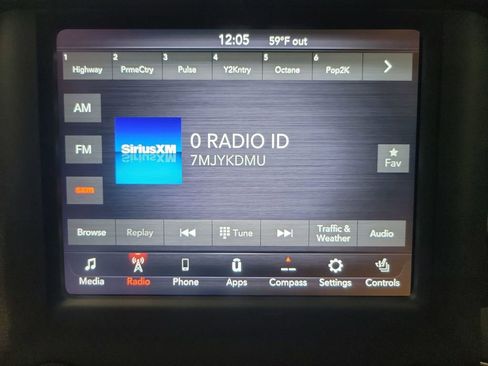 12:05 59°F out
1 Highway 2 PrmeCtry 3 Pulse 4 Y2Kntry 5 Octane 6 Pop2K
AM
FM
SXM
SiriusXM
0 RADIO ID
7MJYKDMU
Fav
Browse Replay Tune Traffic & Weather Audio
Media Radio Phone Apps Compass Settings Controls